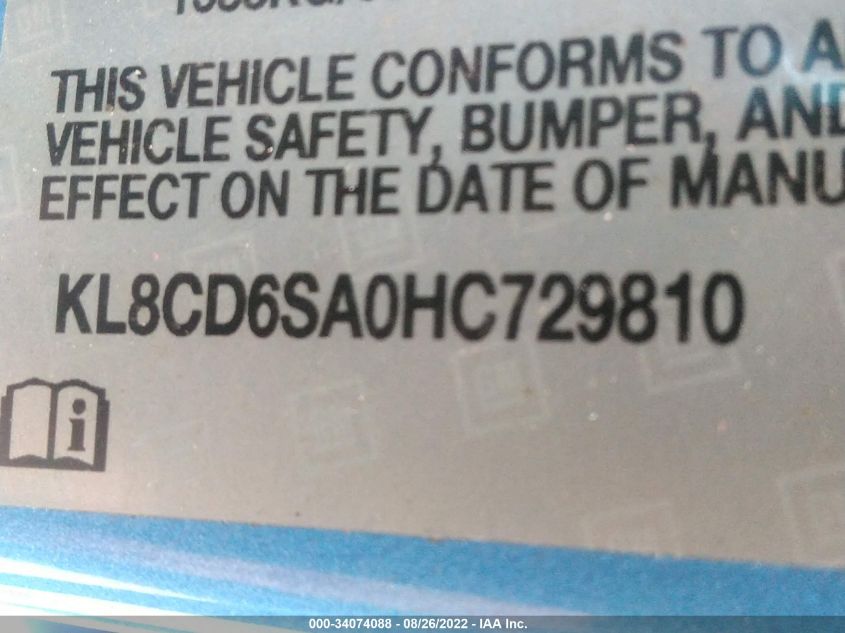 THIS VEHICLE CONFORMS TO A
VEHICLE SAFETY, BUMPER, AND
EFFECT ON THE DATE OF MANU
KL8CD6SA0HC729810
i
000-34074088 - 08/26/2022 - IAA Inc.